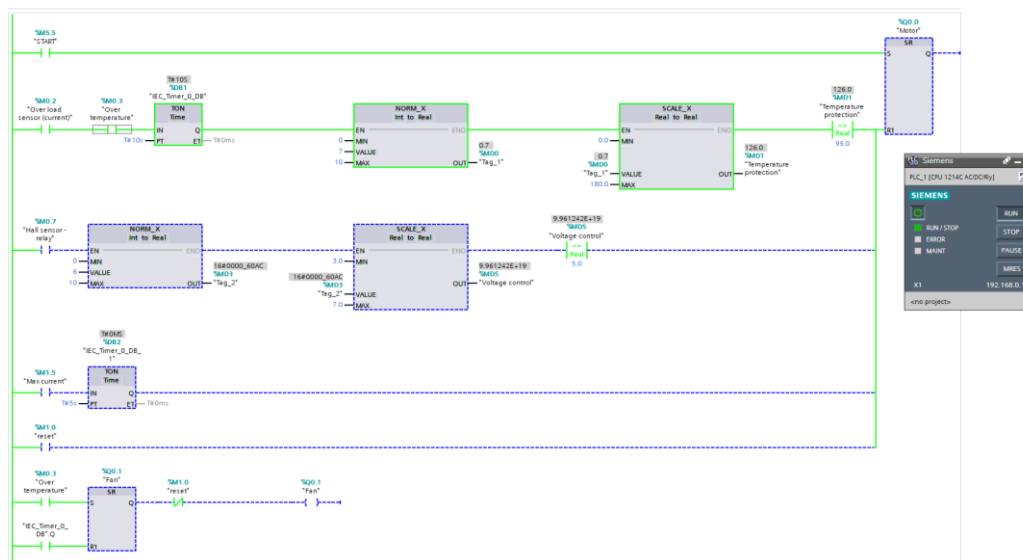 %M5.5
"START"
%Q0.0
"Motor"
SR
S
Q
R1
%M0.2
"Over load
sensor (current)"
%M0.3
"Over
temperature"
T#10S
%DB1
"IEC_Timer_0_DB"
TON
Time
IN
Q
T#10s
PT
ET
T#0ms
NORM_X
Int to Real
EN
ENO
0
MIN
7
VALUE
10
MAX
OUT
0.7
%MD0
"Tag_1"
SCALE_X
Real to Real
EN
ENO
0.0
MIN
0.7
%MD0
"Tag_1"
VALUE
180.0
MAX
OUT
126.0
%MD1
"Temperature
protection"
126.0
%MD1
"Temperature
protection"
>=
Real
95.0
Siemens
PLC_1 [CPU 1214C AC/DC/Rly]
SIEMENS
RUN / STOP
ERROR
MAINT
RUN
STOP
PAUSE
MRES
X1
192.168.0.1
<no project>
%M0.7
"Hall sensor -
relay"
NORM_X
Int to Real
EN
ENO
0
MIN
6
VALUE
10
MAX
OUT
16#0000_60AC
%MD3
"Tag_2"
SCALE_X
Real to Real
EN
ENO
3.0
MIN
16#0000_60AC
%MD3
"Tag_2"
VALUE
7.0
MAX
OUT
9.961242E+19
%MD5
"Voltage control"
9.961242E+19
%MD5
"Voltage control"
>=
Real
5.0
T#0MS
%DB2
"IEC_Timer_0_DB_
1"
%M1.5
"Max current"
TON
Time
IN
Q
T#5s
PT
ET
T#0ms
%M1.0
"reset"
%M0.3
"Over
temperature"
%Q0.1
"Fan"
SR
S
Q
R1
%M1.0
"reset"
%Q0.1
"Fan"
"IEC_Timer_0_
DB".Q